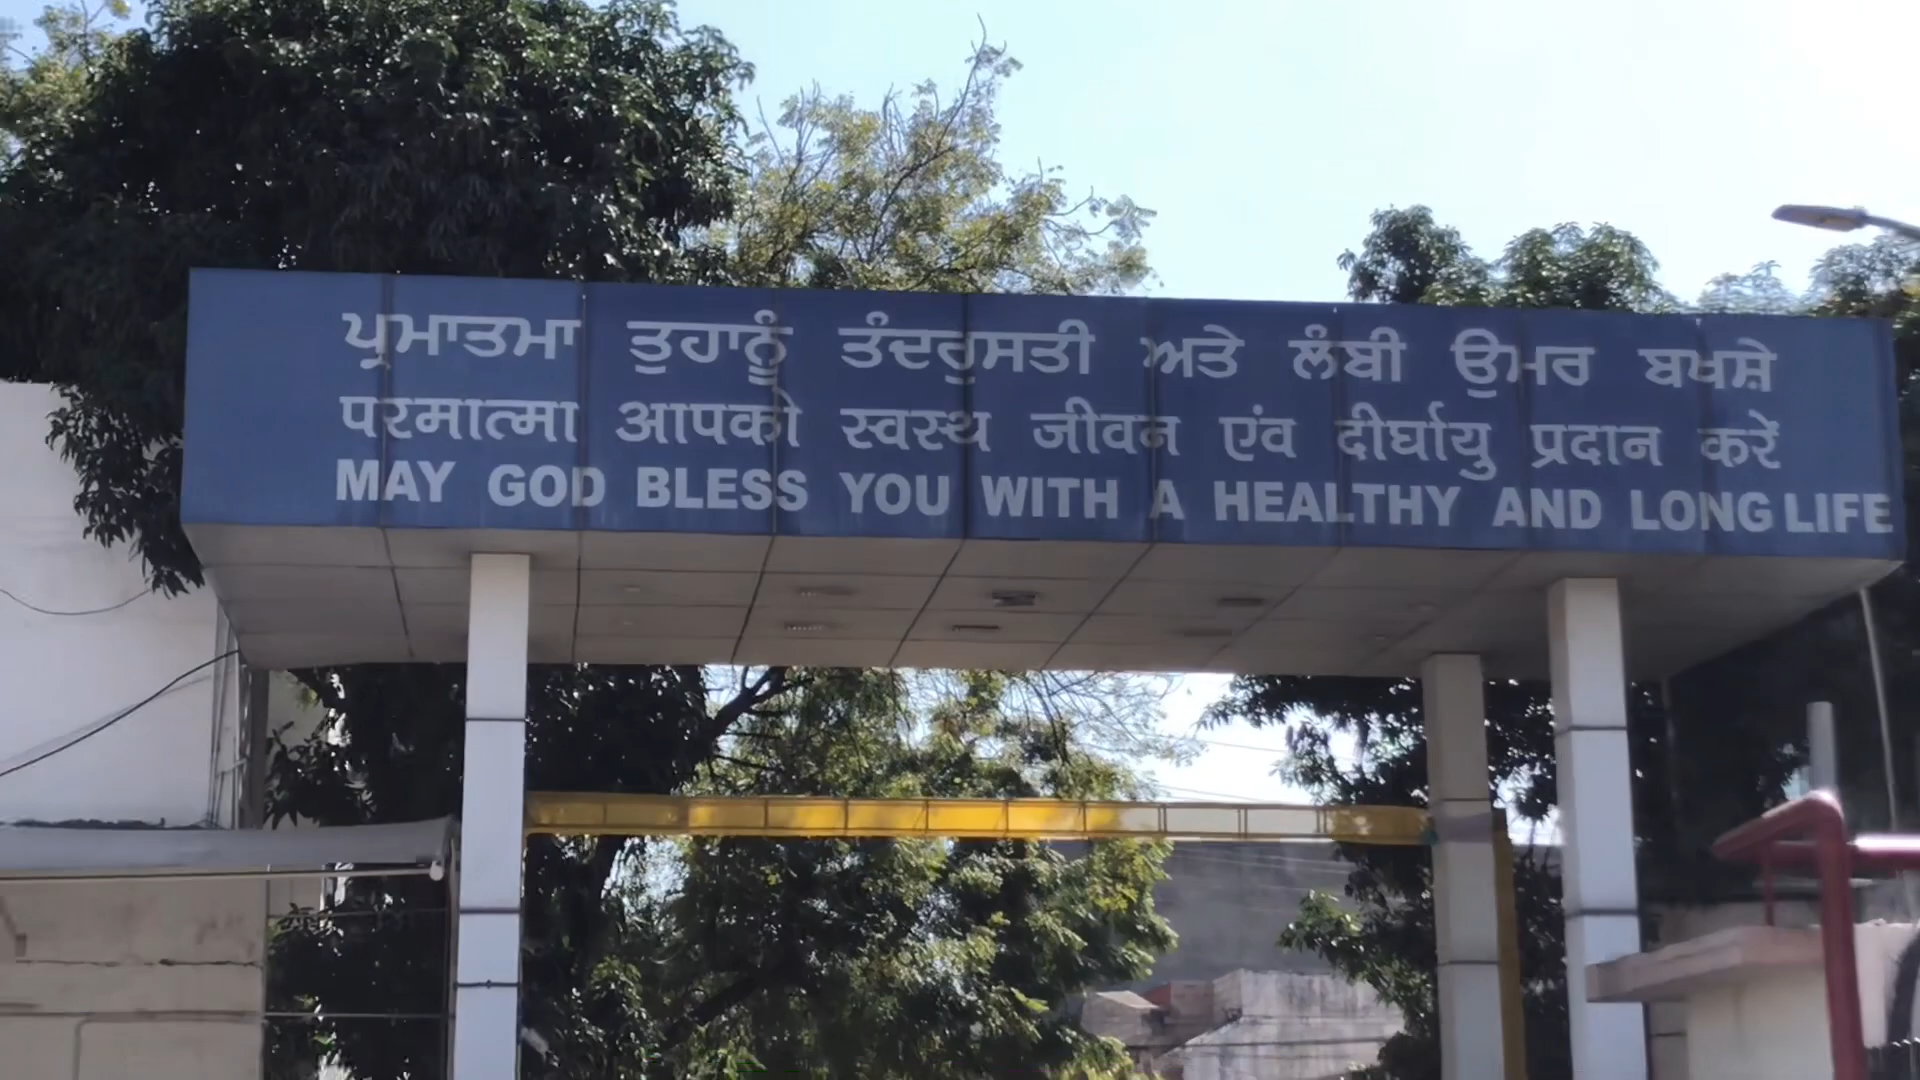 ਪ੍ਰਮਾਤਮਾ ਤੁਹਾਨੂੰ ਤੰਦਰੁਸਤੀ ਅਤੇ ਲੰਬੀ ਉਮਰ ਬਖਸ਼ੇ
परमात्मा आपको स्वस्थ जीवन एंव दीर्घायु प्रदान करें
MAY GOD BLESS YOU WITH A HEALTHY AND LONG LIFE